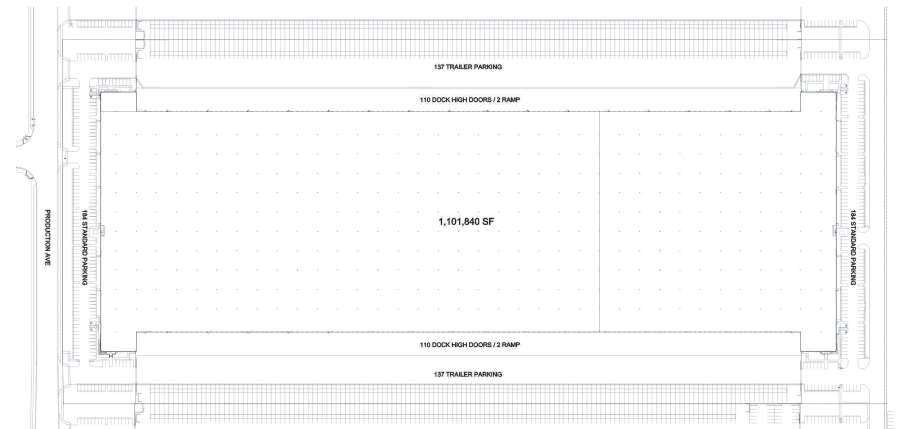 137 TRAILER PARKING
110 DOCK HIGH DOORS / 2 RAMP
1,101,840 SF
PRODUCTION AVE
184 STANDARD PARKING
184 STANDARD PARKING
110 DOCK HIGH DOORS / 2 RAMP
137 TRAILER PARKING